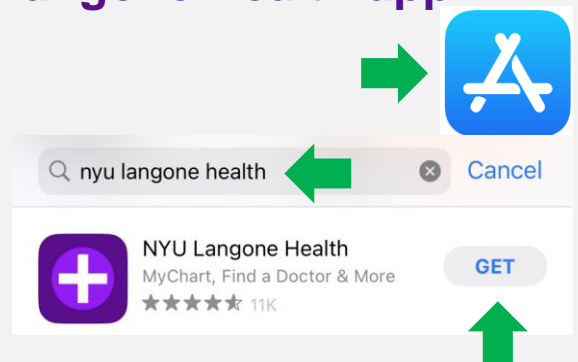 nyu langone health
Cancel
NYU Langone Health
MyChart, Find a Doctor & More
GET
11K